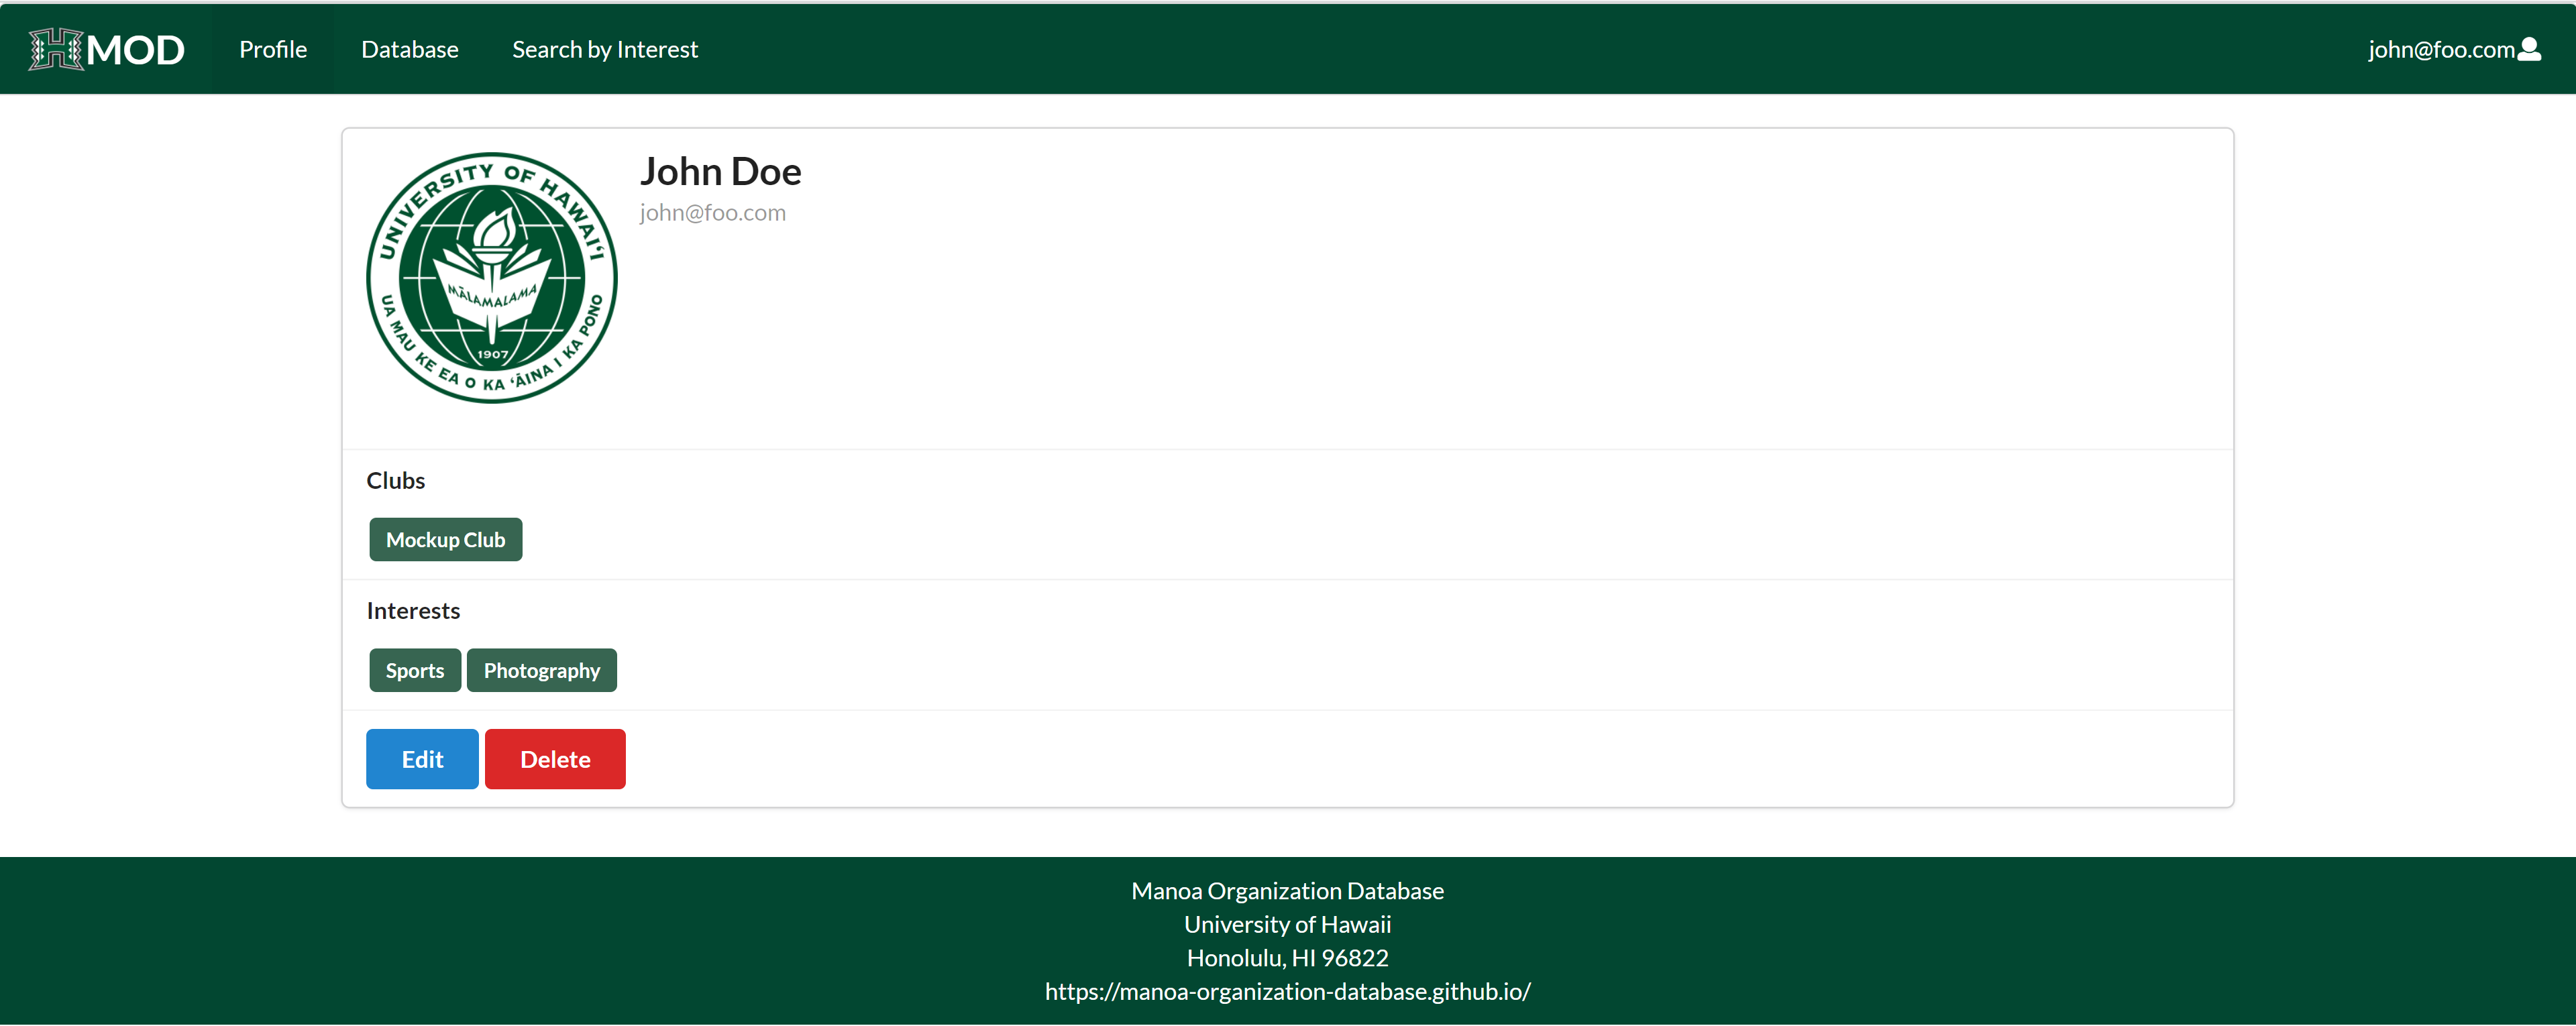 H MOD Profile Database Search by Interest john@foo.com
UNIVERSITY OF HAWAIʻI
MĀLAMALAMA
1907
UA MAU KE EA O KA ʻĀINA I KA PONO
John Doe
john@foo.com
Clubs
Mockup Club
Interests
Sports Photography
Edit Delete
Manoa Organization Database
University of Hawaii
Honolulu, HI 96822
https://manoa-organization-database.github.io/